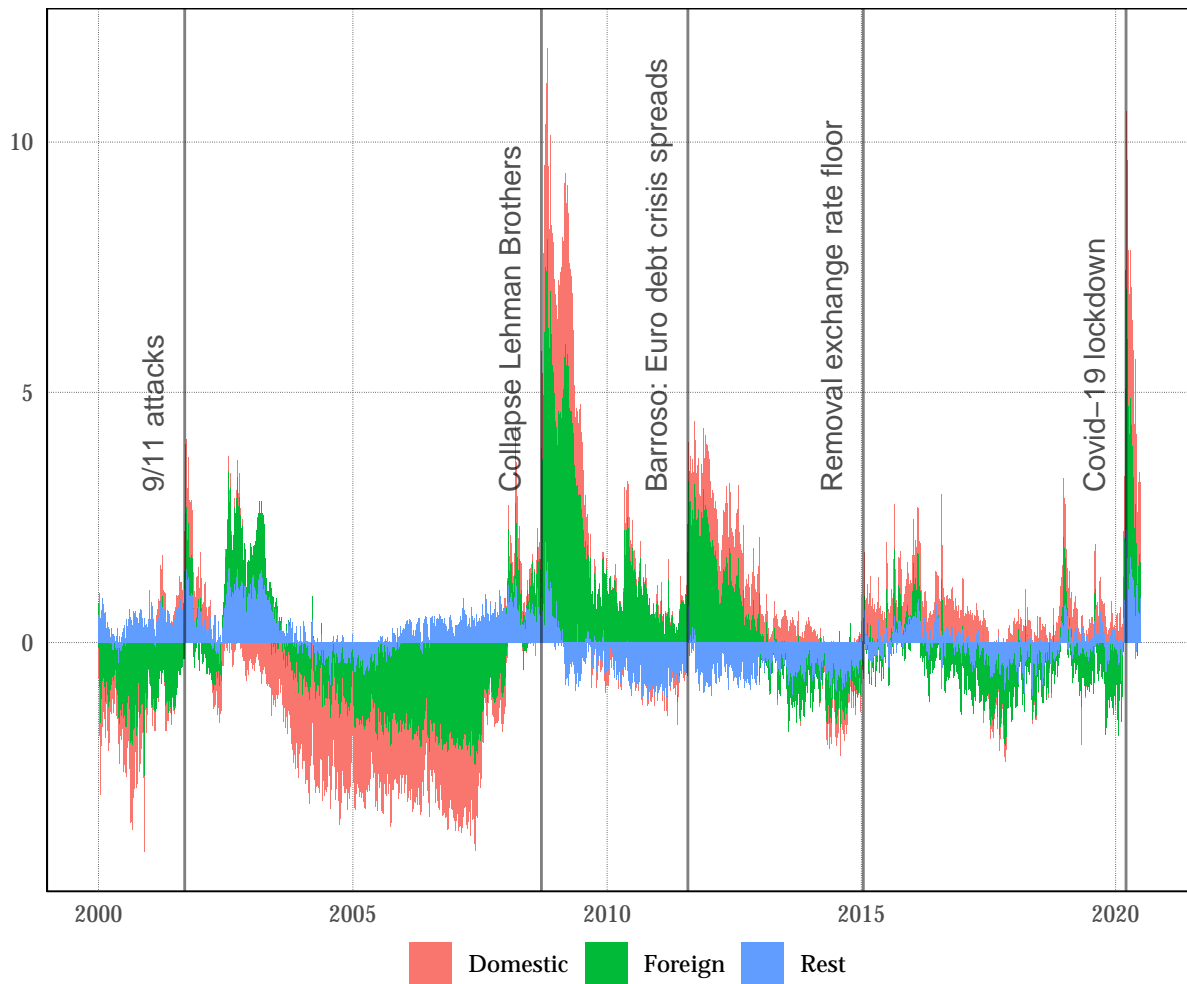 10
5
0
9/11 attacks
Collapse Lehman Brothers
Barroso: Euro debt crisis spreads
Removal exchange rate floor
Covid−19 lockdown
2000
2005
2010
2015
2020
Domestic
Foreign
Rest